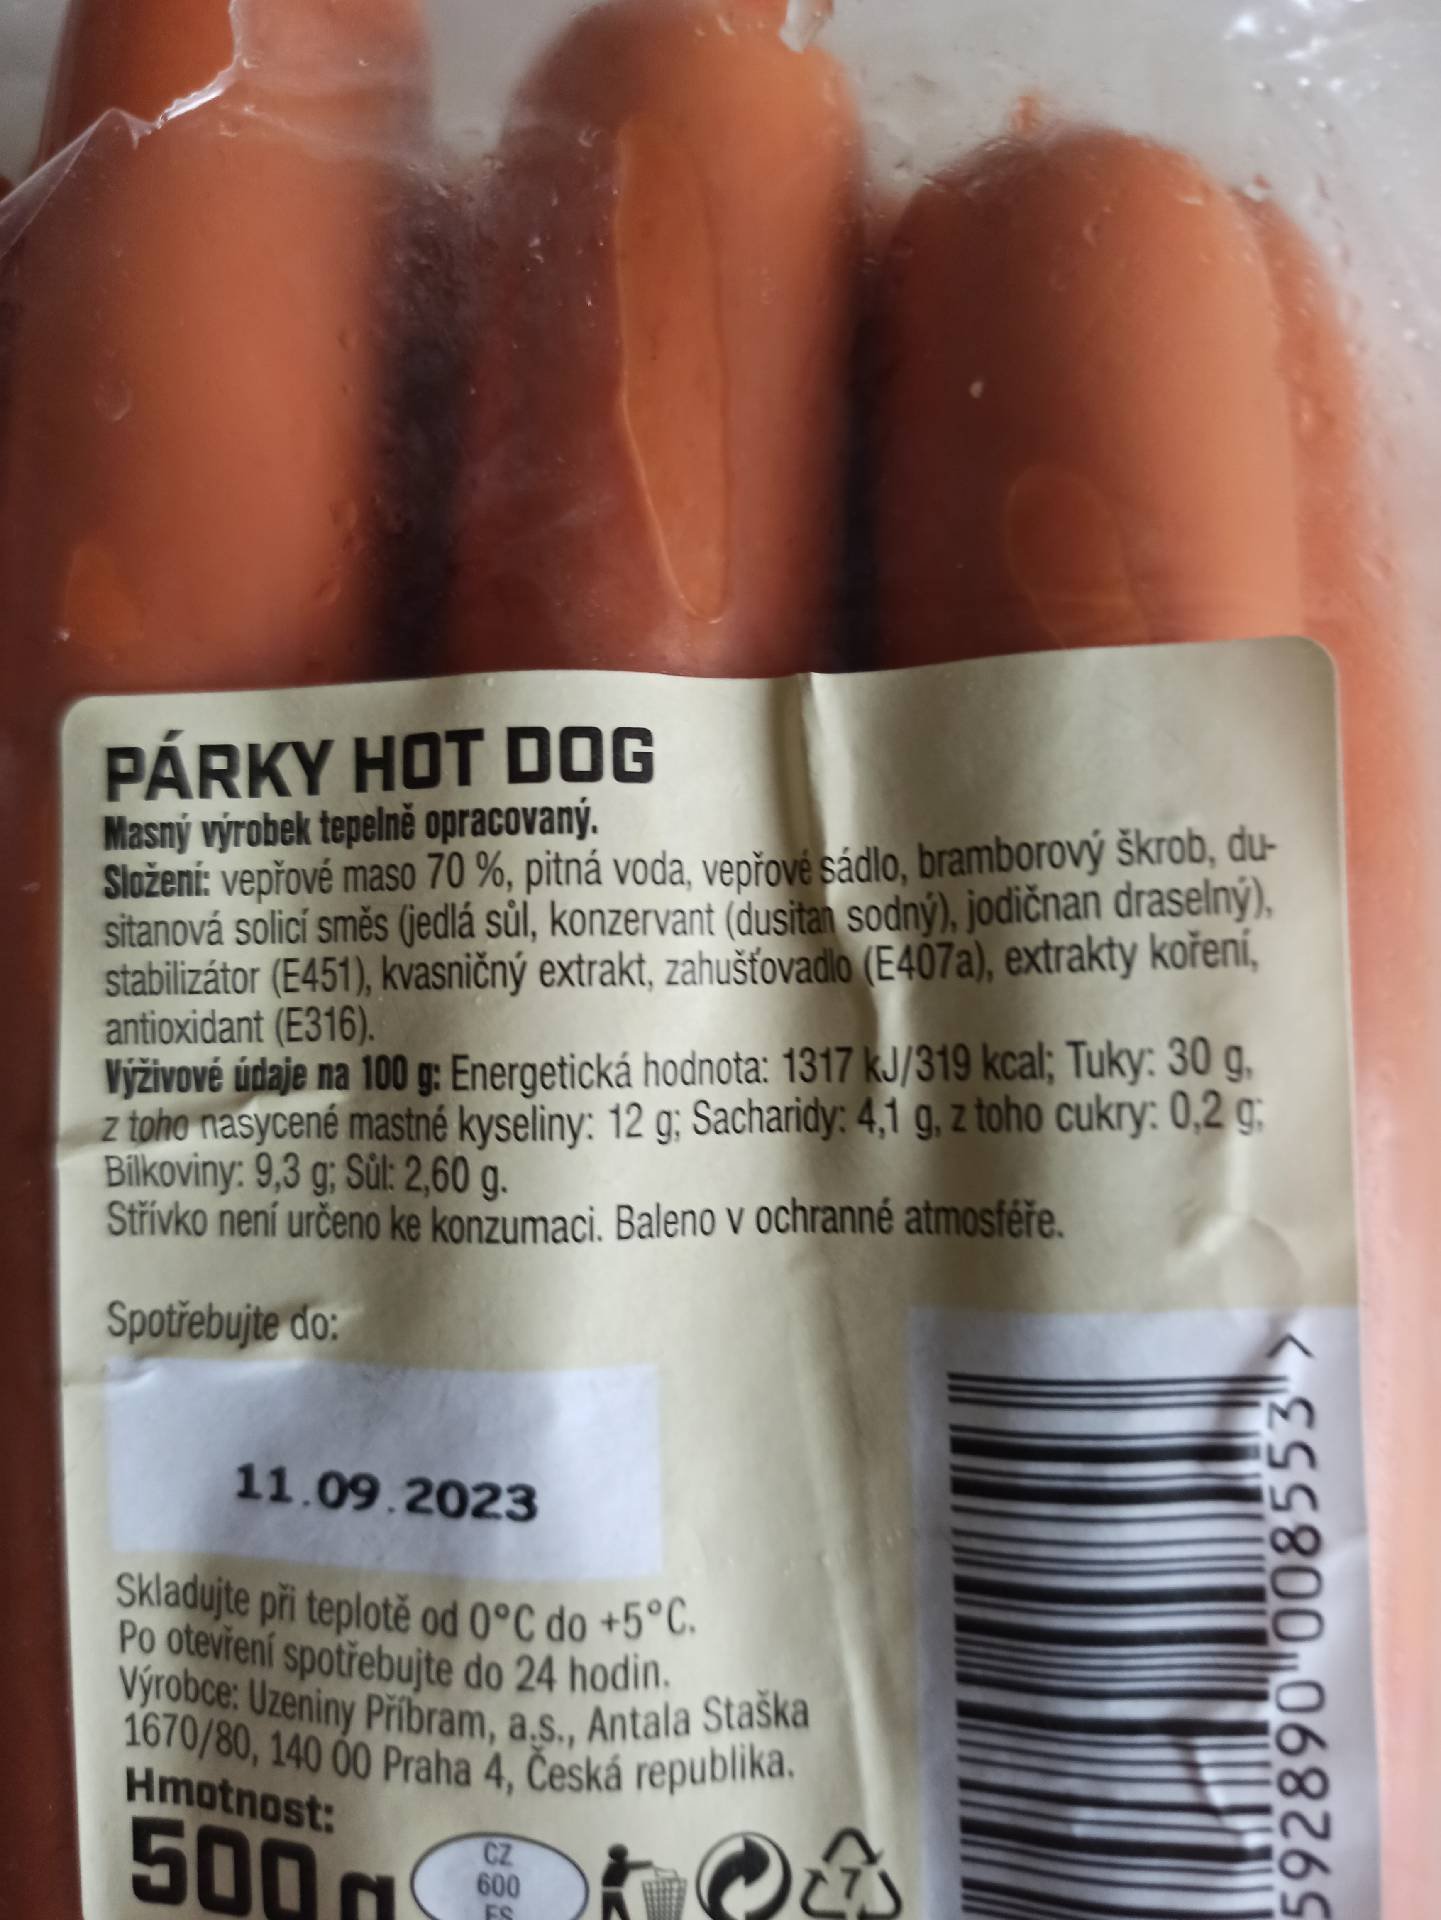 PÁRKY HOT DOG
Masný výrobek tepelně opracovaný.
Složení: vepřové maso 70 %, pitná voda, vepřové sádlo, bramborový škrob, du-
sitanová solicí směs (jedlá sůl, konzervant (dusitan sodný), jodičnan draselný),
stabilizátor (E451), kvasničný extrakt, zahušťovadlo (E407a), extrakty koření,
antioxidant (E316).
Výživové údaje na 100 g: Energetická hodnota: 1317 kJ/319 kcal; Tuky: 30 g,
z toho nasycené mastné kyseliny: 12 g; Sacharidy: 4,1 g, z toho cukry: 0,2 g;
Bílkoviny: 9,3 g; Sůl: 2,60 g.
Střívko není určeno ke konzumaci. Baleno v ochranné atmosféře.
Spotřebujte do:
11.09.2023
Skladujte při teplotě od 0°C do +5°C.
Po otevření spotřebujte do 24 hodin.
Výrobce: Uzeniny Příbram, a.s., Antala Staška
1670/80, 140 00 Praha 4, Česká republika.
Hmotnost:
500 g
CZ
600
ES
7
5928690 008553 >